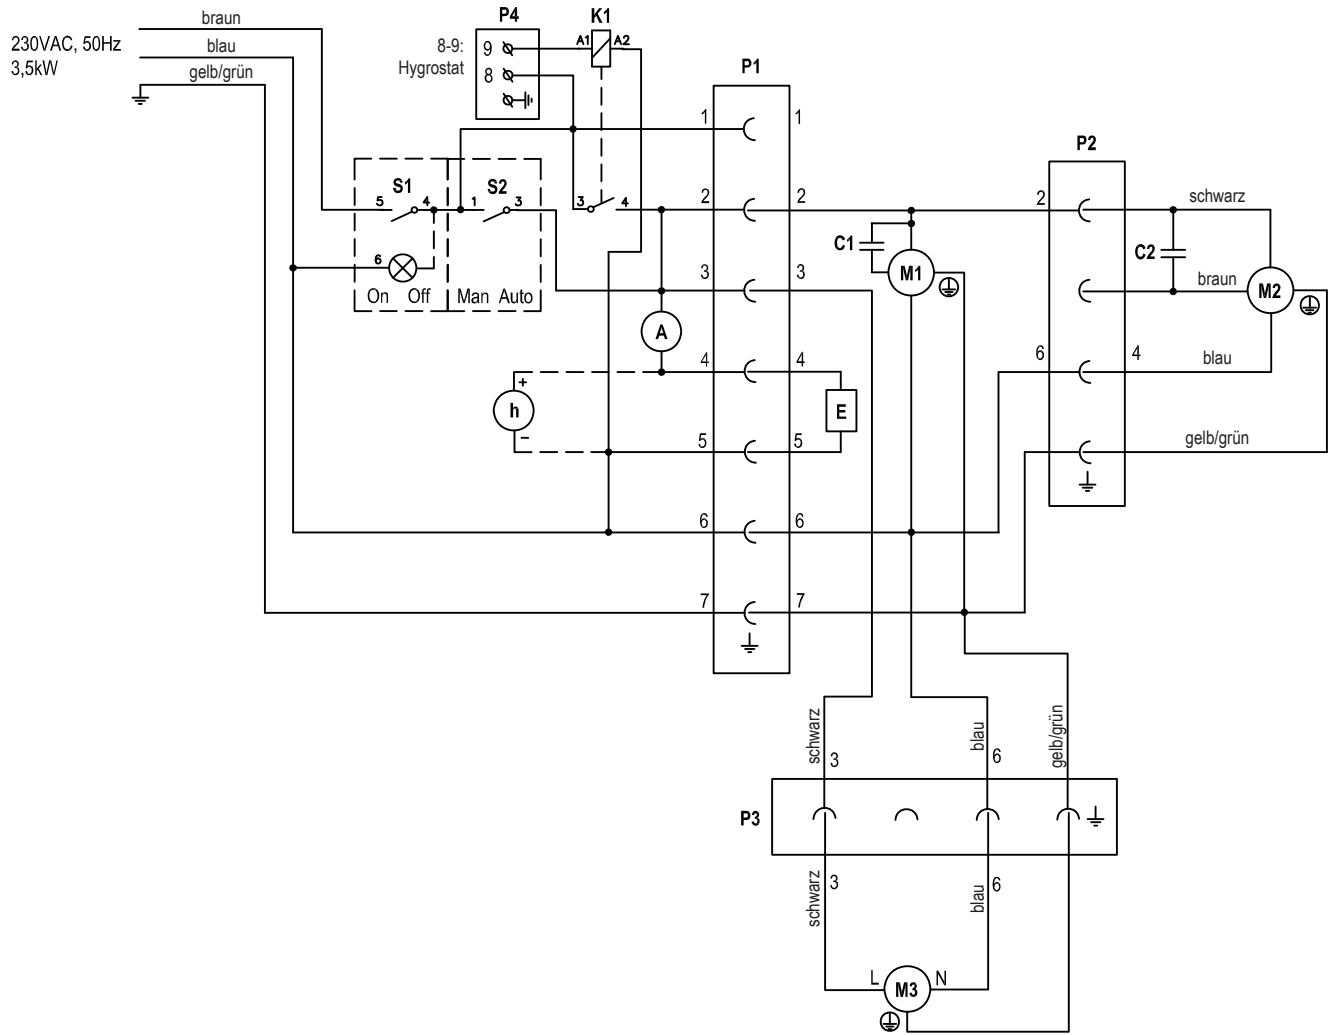 braun
230VAC, 50Hz
3,5kW
blau
gelb/grün
P4
K1
8-9:
Hygrostat
9
8
A1
A2
P1
1
1
P2
S1
S2
5
4
1
3
3
4
2
2
2
schwarz
C1
C2
M1
6
3
3
braun
M2
On
Off
Man
Auto
A
4
4
6
4
blau
+
h
−
E
5
5
gelb/grün
6
6
7
7
schwarz
3
blau
6
gelb/grün
P3
schwarz
3
blau
6
L
M3
N